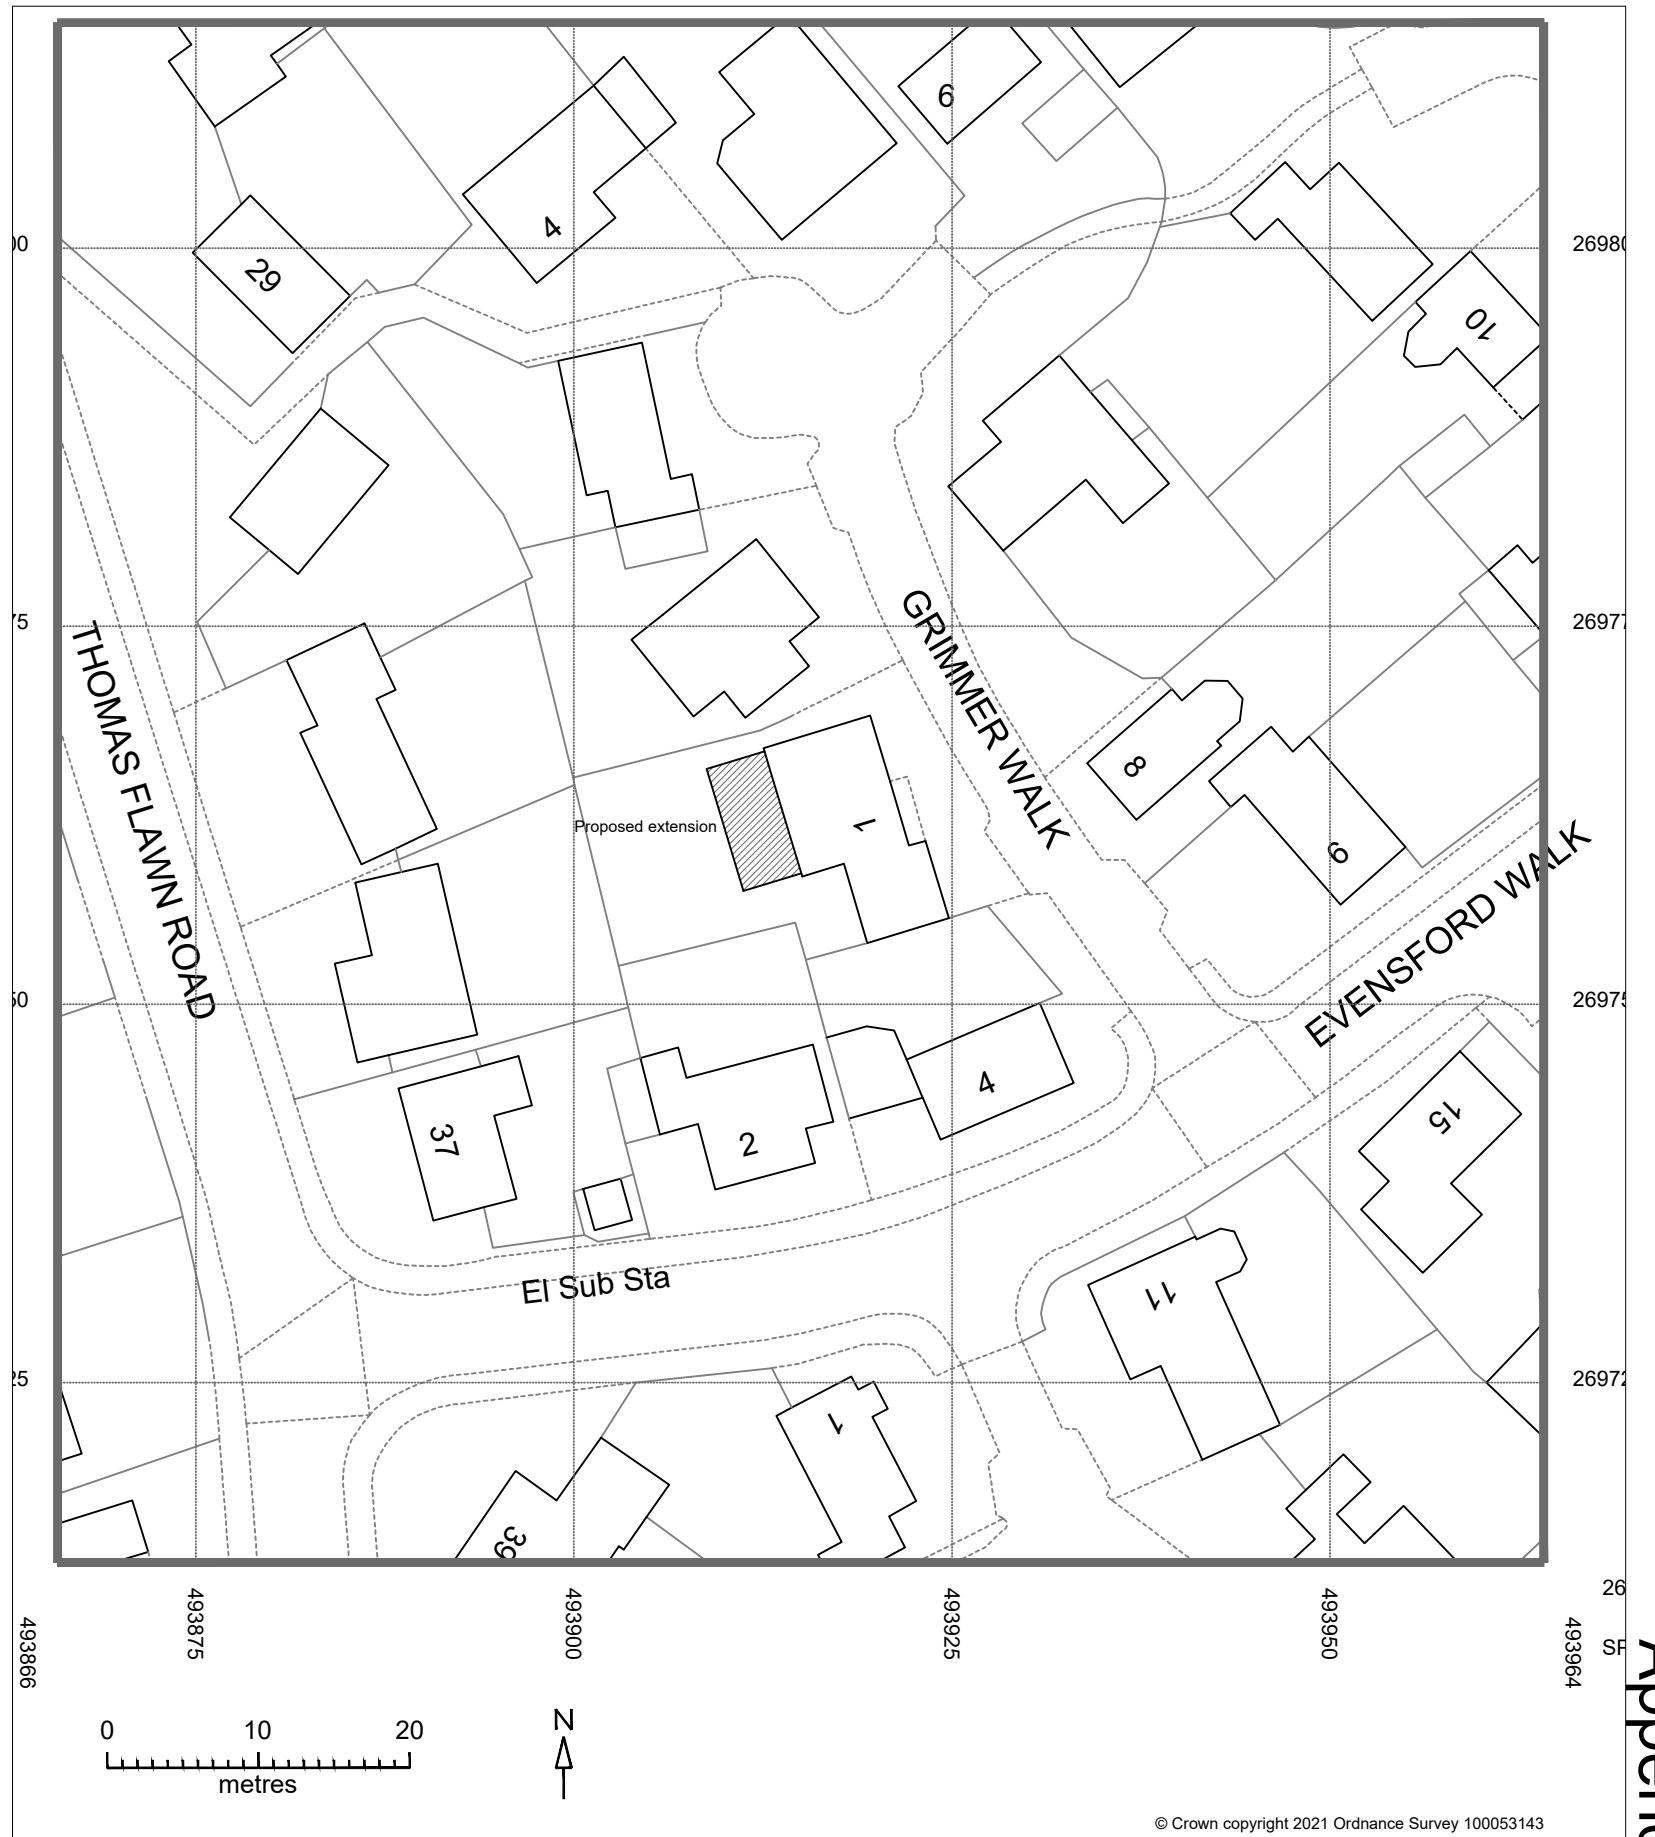 6
4
29
10
THOMAS FLAWN ROAD
GRIMMER WALK
8
Proposed extension
1
6
EVENSFORD WALK
4
15
37
2
El Sub Sta
11
1
39
493866
493875
493900
493925
493950
493964
0 10 20
metres
N
© Crown copyright 2021 Ordnance Survey 100053143